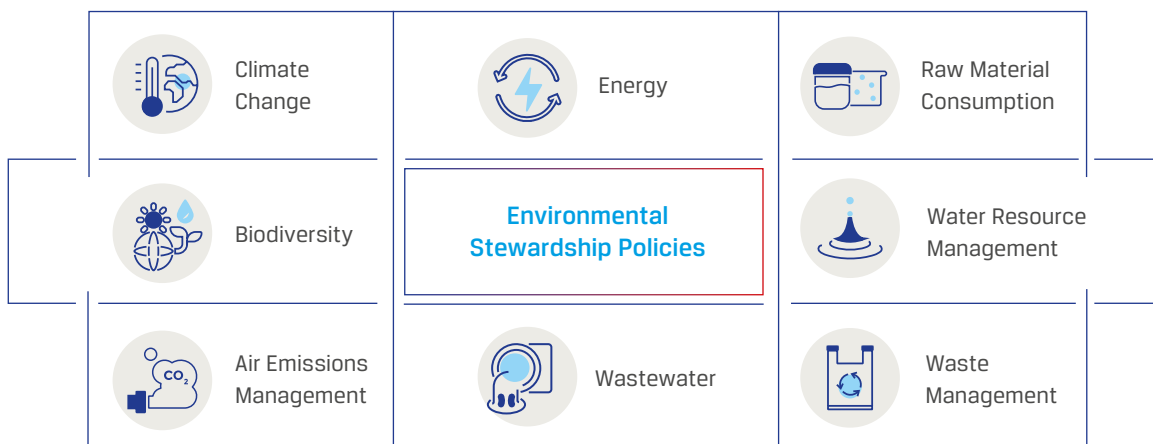 Climate
Change
Energy
Raw Material
Consumption
Biodiversity
Environmental
Stewardship Policies
Water Resource
Management
Air Emissions
Management
CO2
Wastewater
Waste
Management